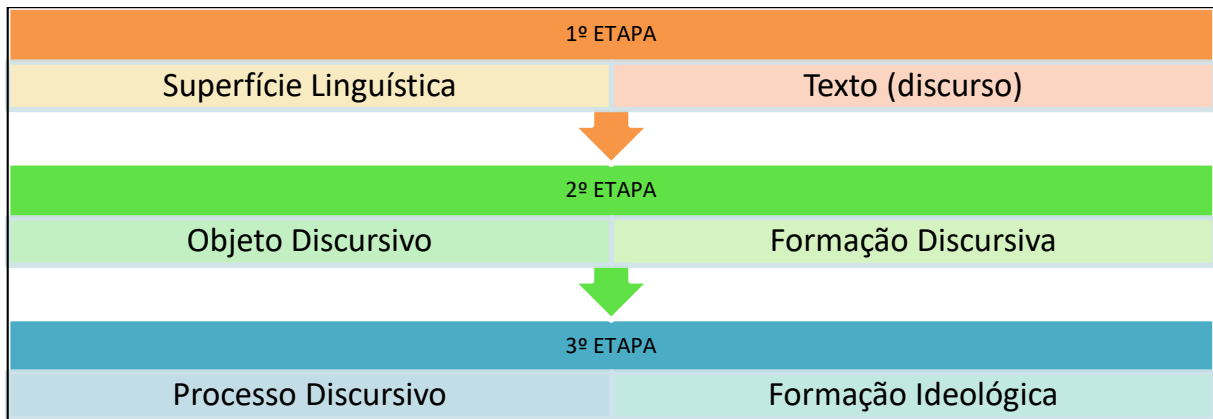 1º ETAPA
Superfície Linguística Texto (discurso)
2º ETAPA
Objeto Discursivo Formação Discursiva
3º ETAPA
Processo Discursivo Formação Ideológica